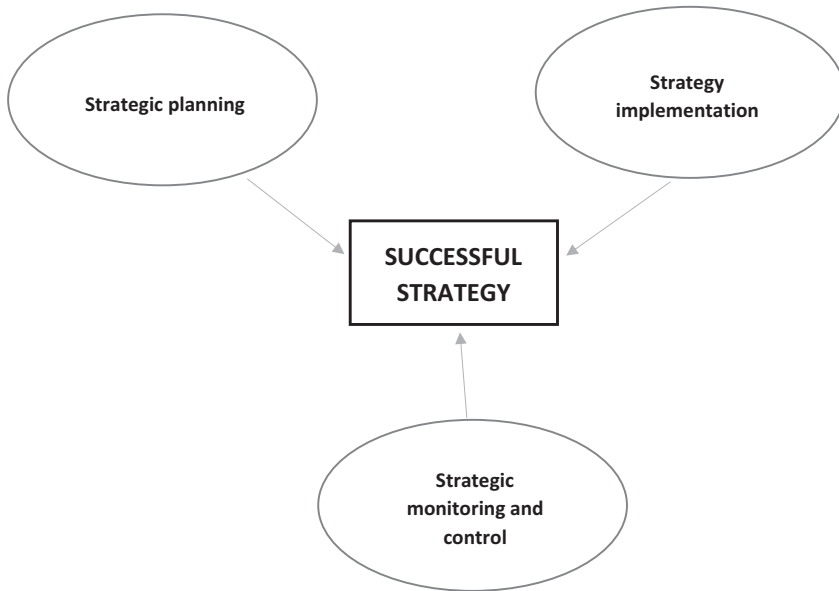 Strategic planning
Strategy
implementation
SUCCESSFUL
STRATEGY
Strategic
monitoring and
control